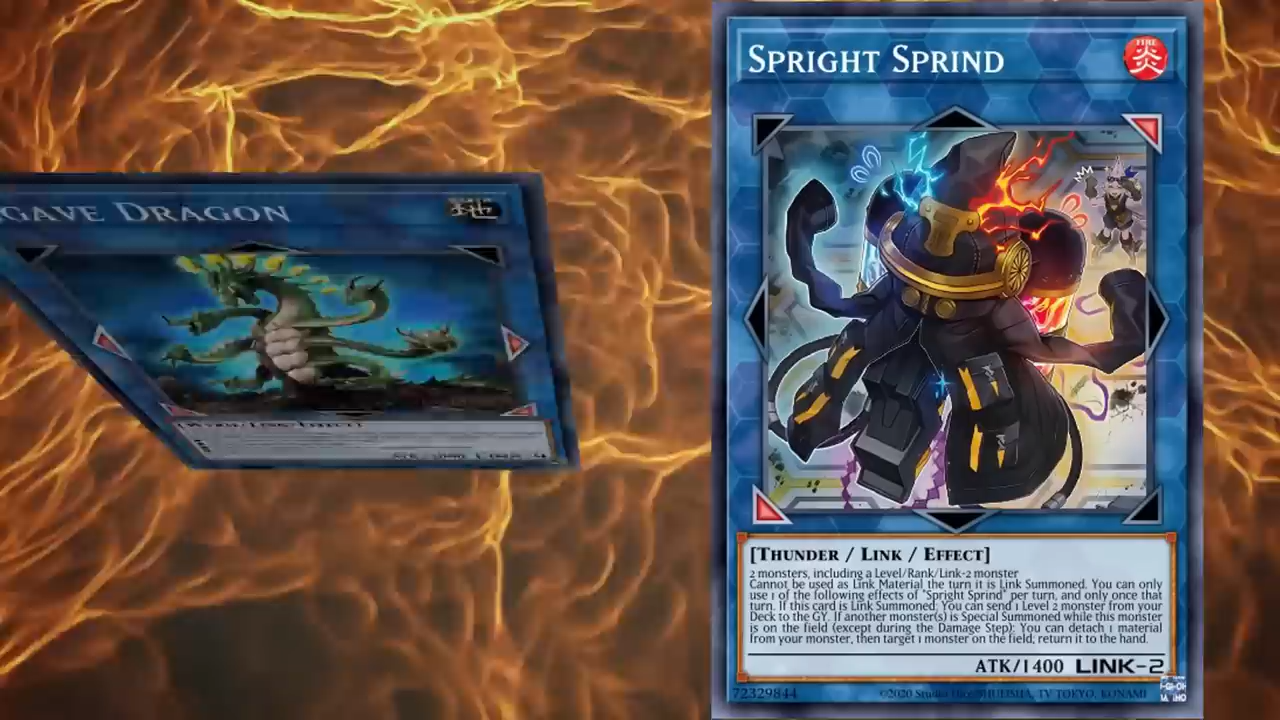 GAVE DRAGON
SPRIGHT SPRIND
FIRE
炎
[THUNDER / LINK / EFFECT]
2 monsters, including a Level/Rank/Link-2 monster
Cannot be used as Link Material the turn it is Link Summoned. You can only
use 1 of the following effects of "Spright Sprind" per turn, and only once that
turn. If this card is Link Summoned: You can send 1 Level 2 monster from your
Deck to the GY. If another monster(s) is Special Summoned while this monster
is on the field (except during the Damage Step): You can detach 1 material
from your monster, then target 1 monster on the field; return it to the hand.
ATK/1400 LINK-2
72329844 ©2020 Studio Dice/SHUEISHA, TV TOKYO, KONAMI